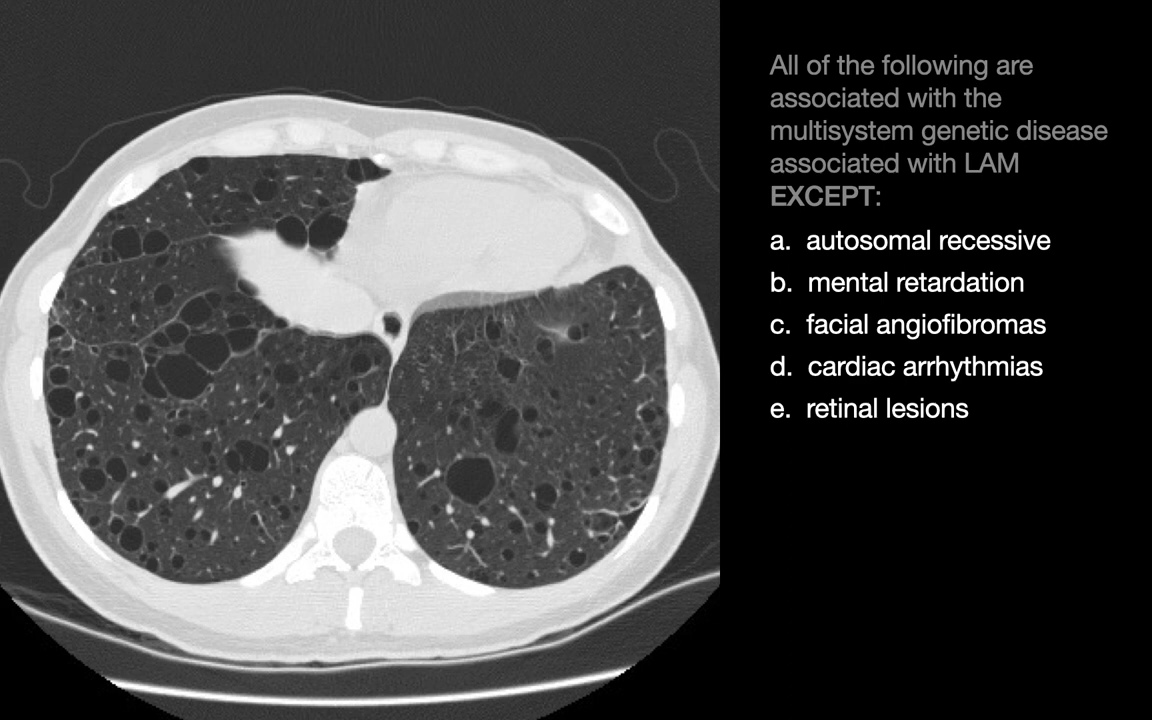 All of the following are
associated with the
multisystem genetic disease
associated with LAM
EXCEPT:
a. autosomal recessive
b. mental retardation
c. facial angiofibromas
d. cardiac arrhythmias
e. retinal lesions